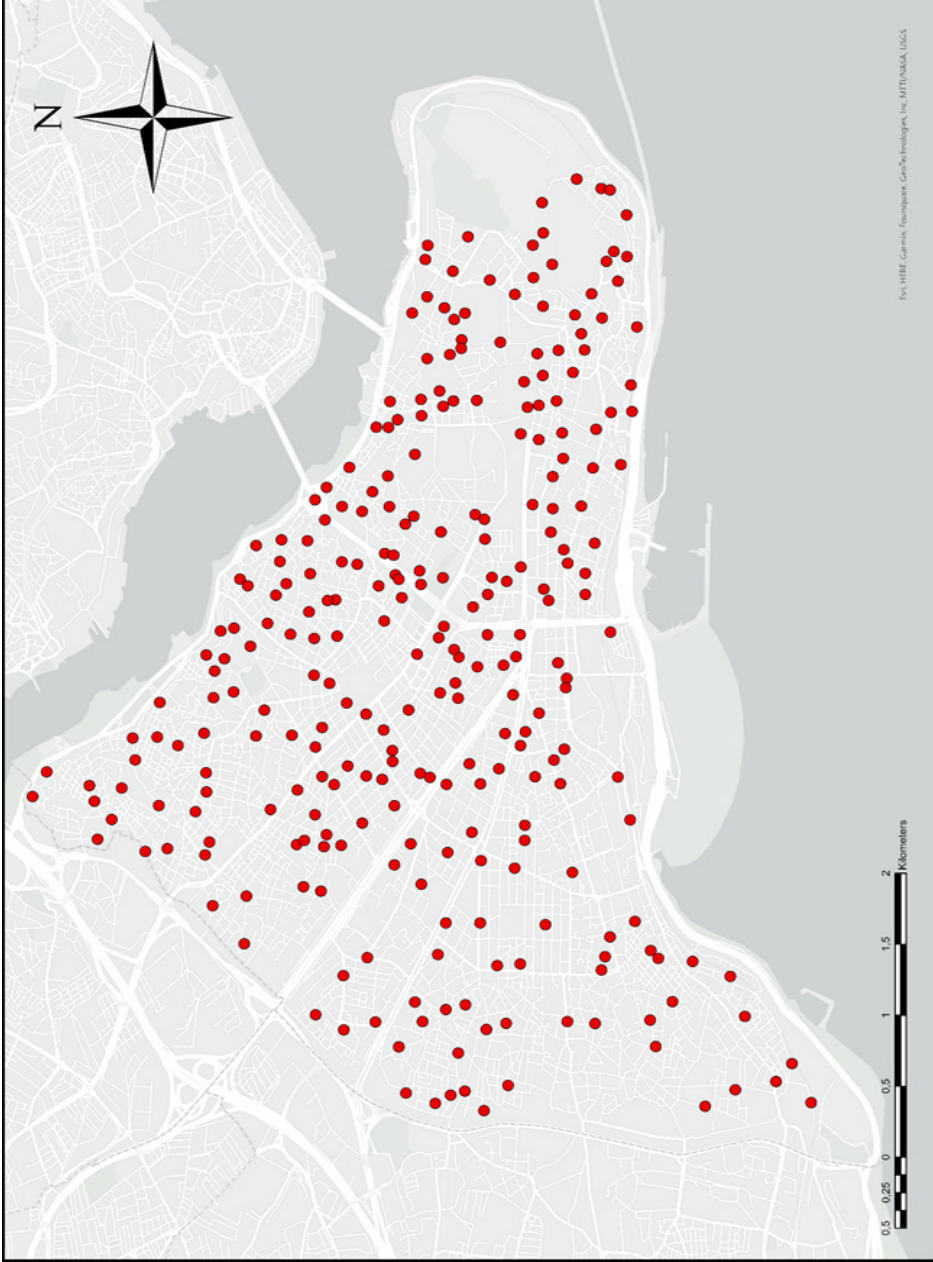 N
Esri, HERE, Garmin, Foursquare, GeoTechnologies, Inc, METI/NASA, USGS
0,5 0,25 0 0,5 1 1,5 2
Kilometers